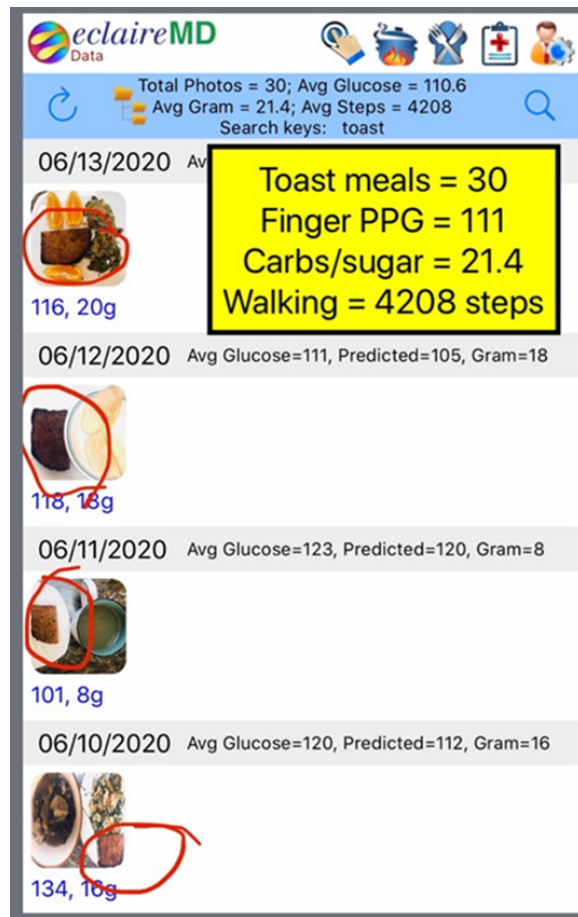 eclaireMD
Data
Total Photos = 30; Avg Glucose = 110.6
Avg Gram = 21.4; Avg Steps = 4208
Search keys: toast
06/13/2020 Av
Toast meals = 30
Finger PPG = 111
Carbs/sugar = 21.4
Walking = 4208 steps
116, 20g
06/12/2020 Avg Glucose=111, Predicted=105, Gram=18
118, 18g
06/11/2020 Avg Glucose=123, Predicted=120, Gram=8
101, 8g
06/10/2020 Avg Glucose=120, Predicted=112, Gram=16
134, 16g